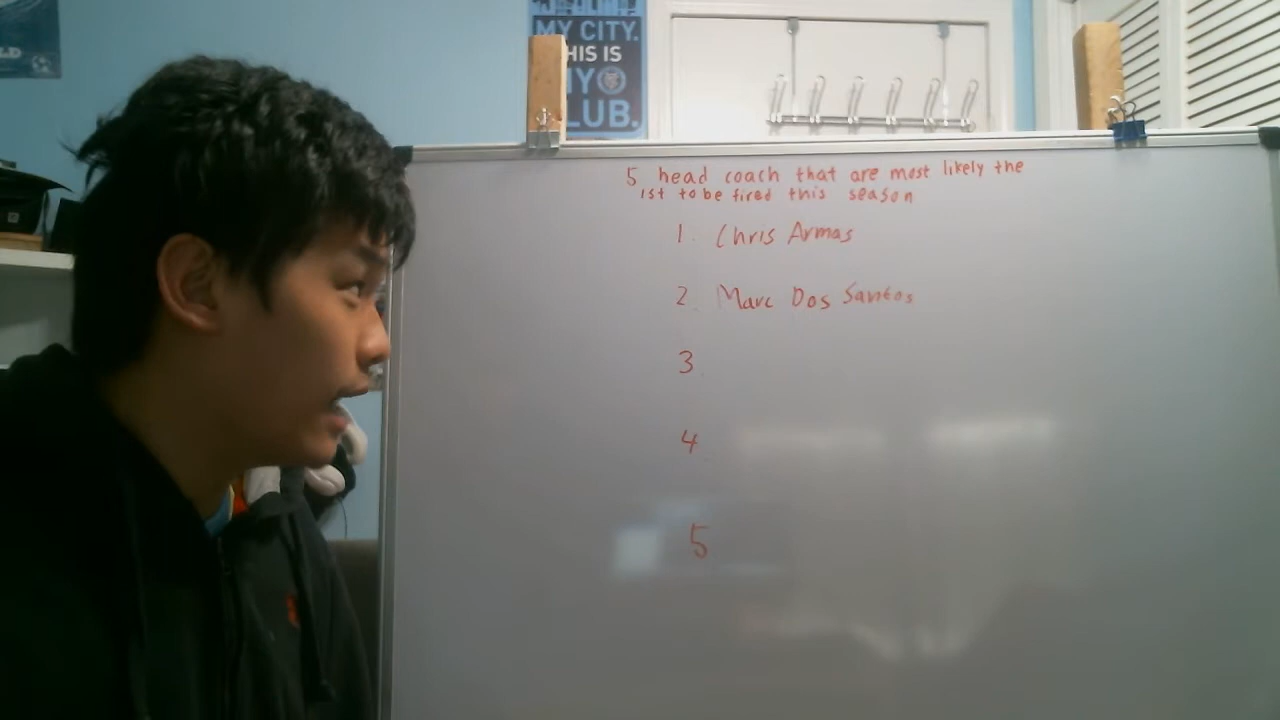 MY CITY.
HIS IS
LUB.
LD
5 head coach that are most likely the
1st to be fired this season
1. Chris Armas
2. Marc Dos Santos
3.
4.
5